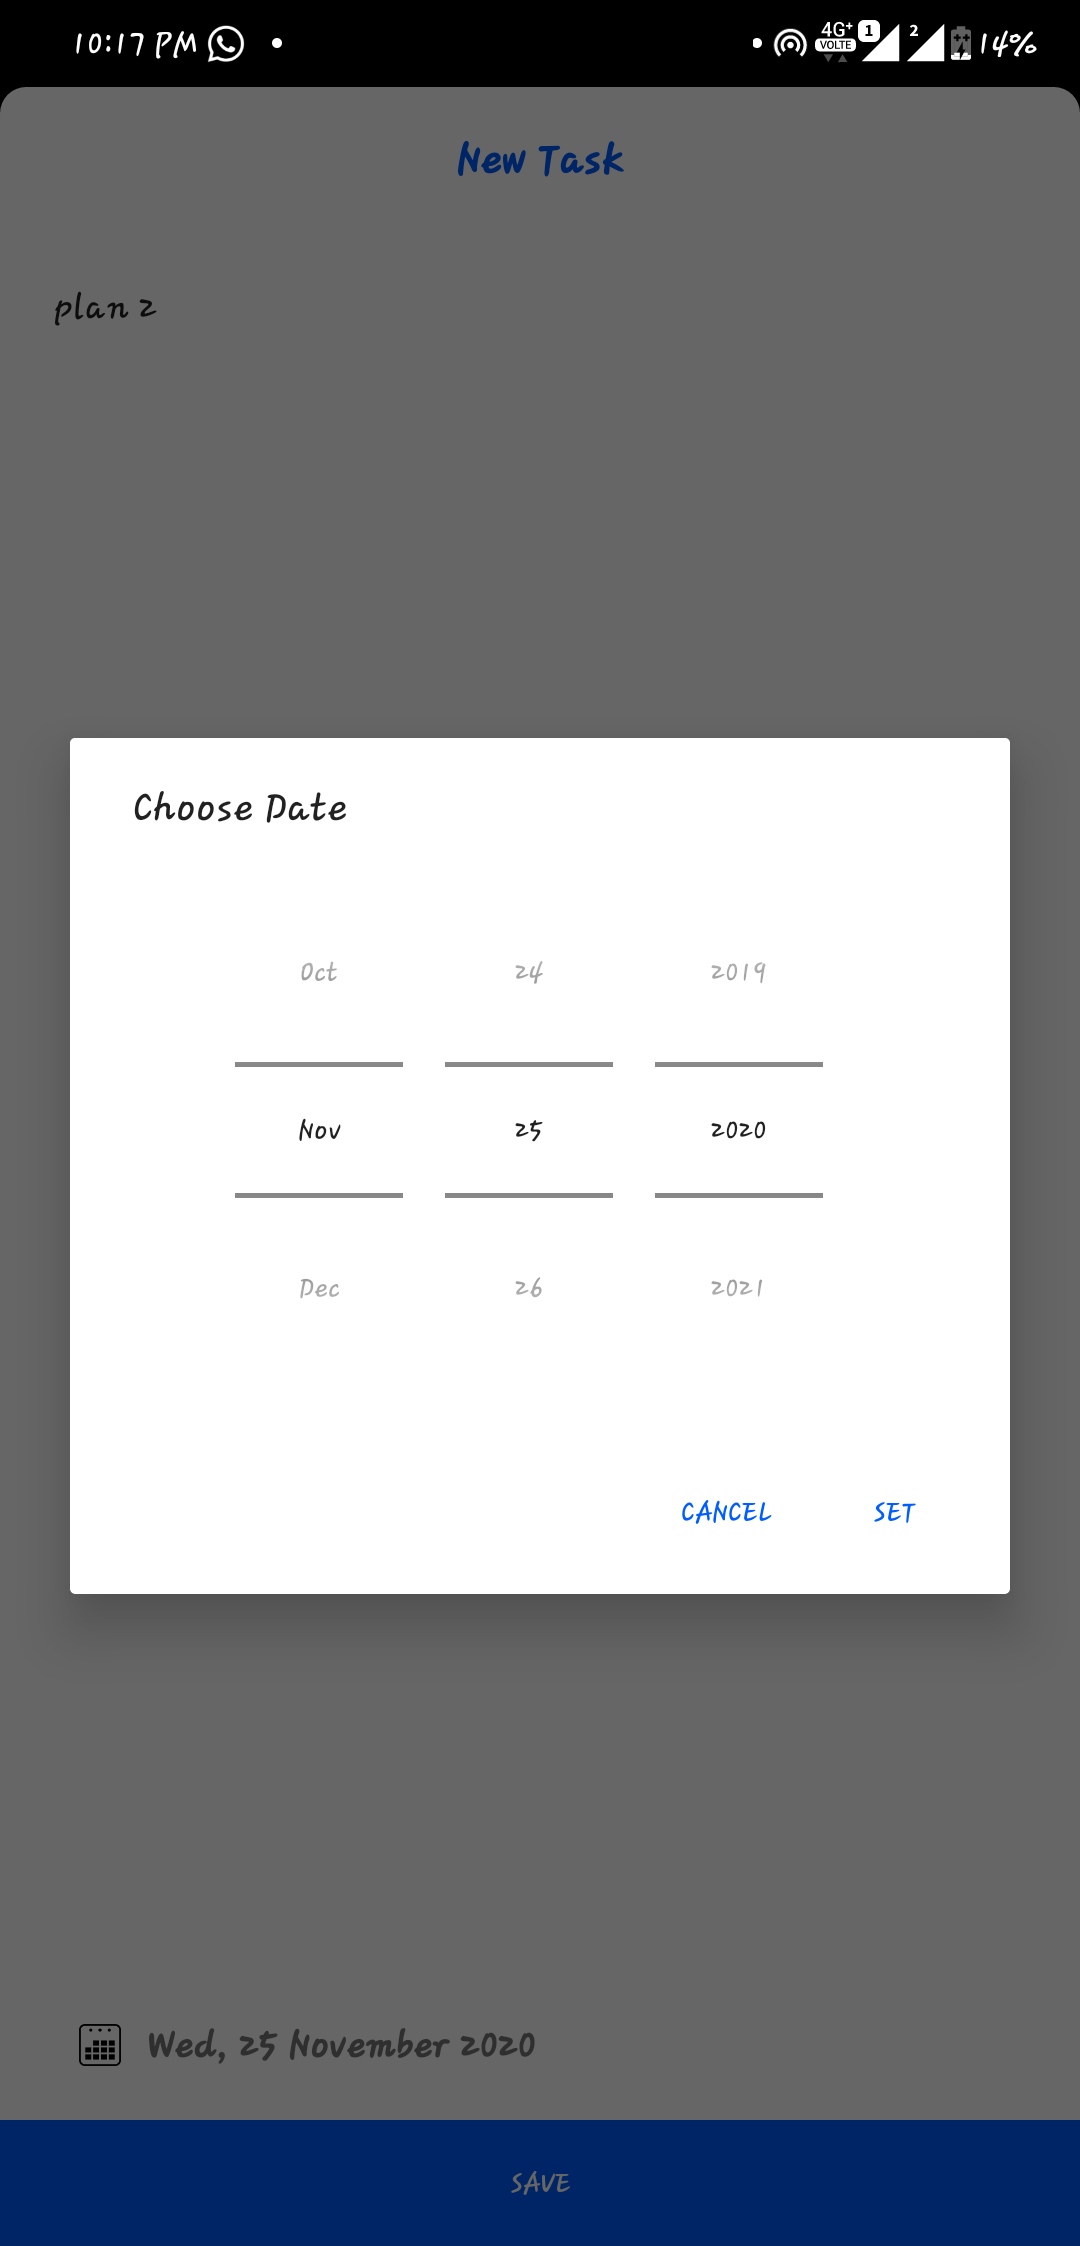 10:17 PM 4G+ VOLTE 1 2 14%
New Task
plan 2
Choose Date
Oct 24 2019
Nov 25 2020
Dec 26 2021
CANCEL SET
Wed, 25 November 2020
SAVE